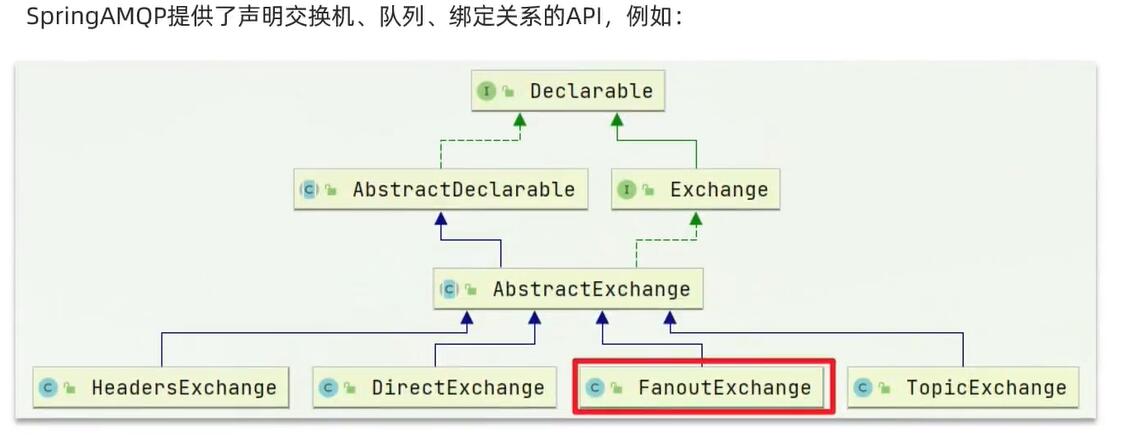 SpringAMQP提供了声明交换机、队列、绑定关系的API，例如：
I Declarable
C AbstractDeclarable
I Exchange
C AbstractExchange
C HeadersExchange
C DirectExchange
C FanoutExchange
C TopicExchange